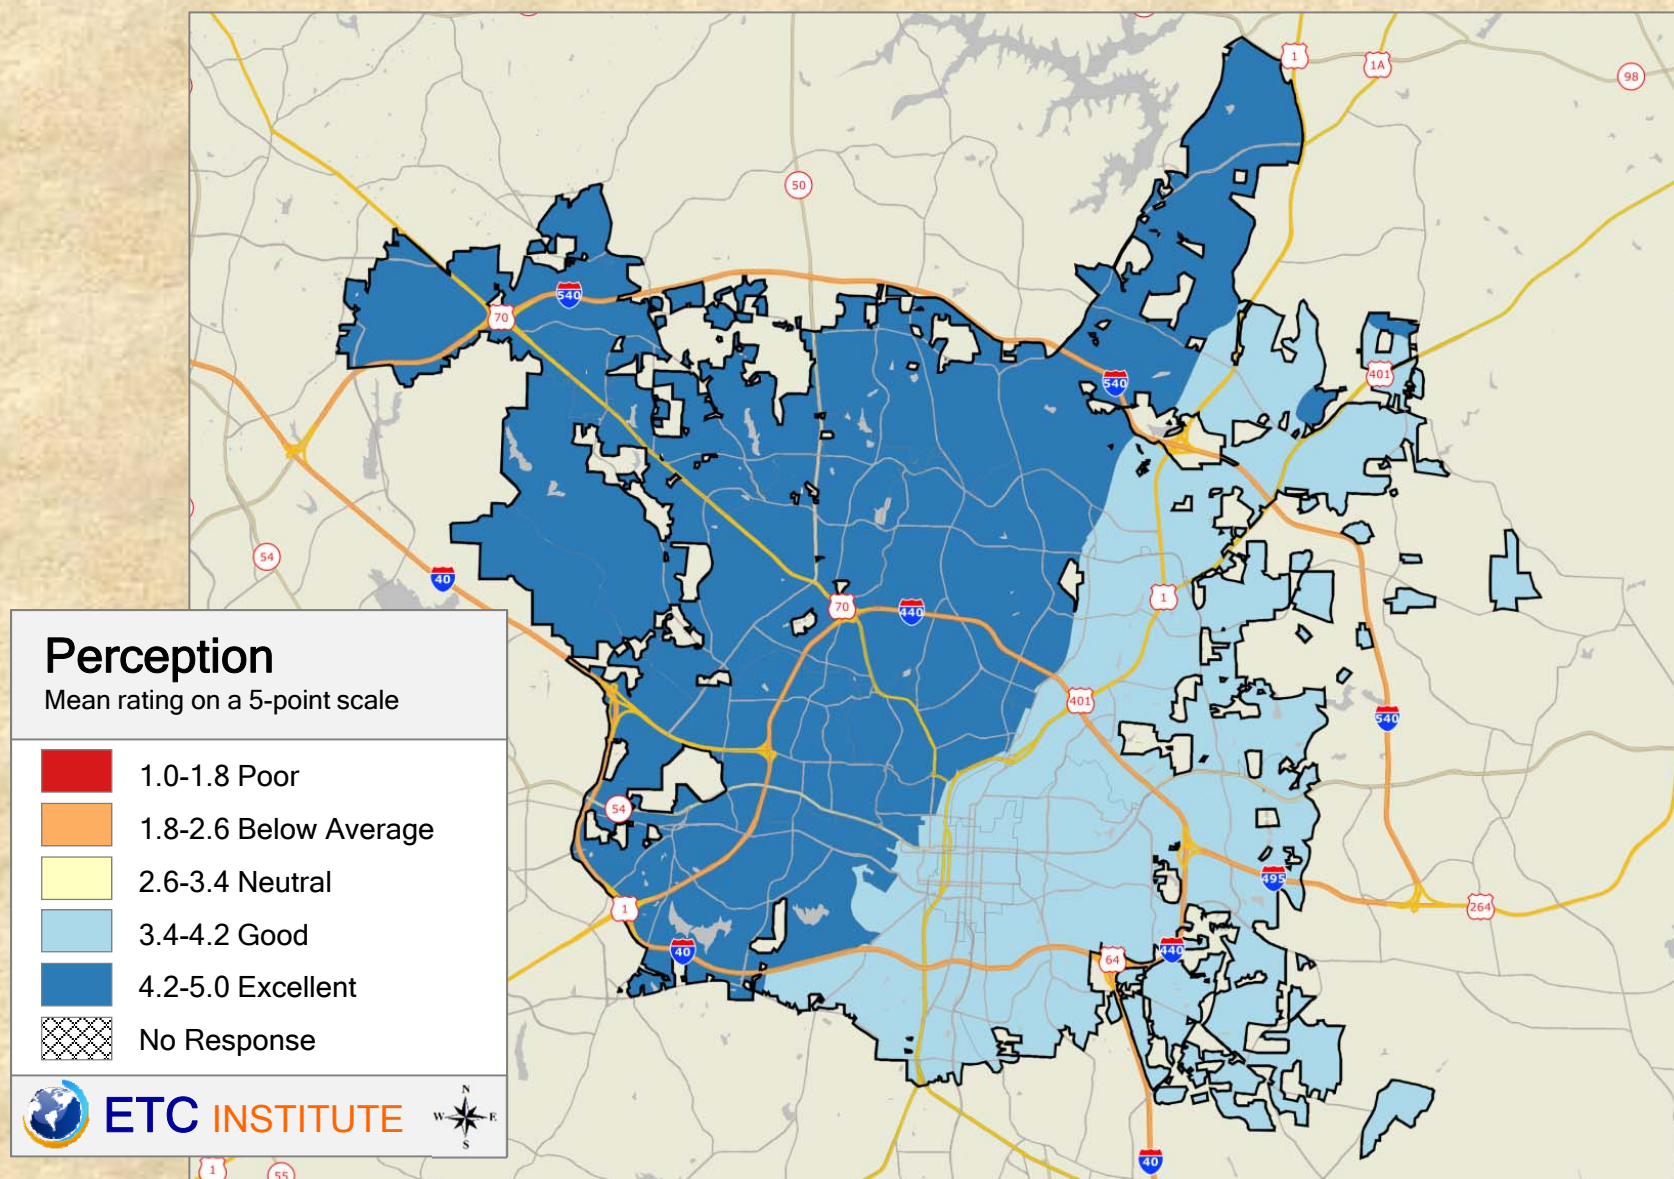 1
1A
98
50
540
70
401
540
54
40
70
440
1
401
540
54
495
264
1
40
440
64
40
1
55
Perception
Mean rating on a 5-point scale
1.0-1.8 Poor
1.8-2.6 Below Average
2.6-3.4 Neutral
3.4-4.2 Good
4.2-5.0 Excellent
No Response
ETC INSTITUTE
N
W E
S